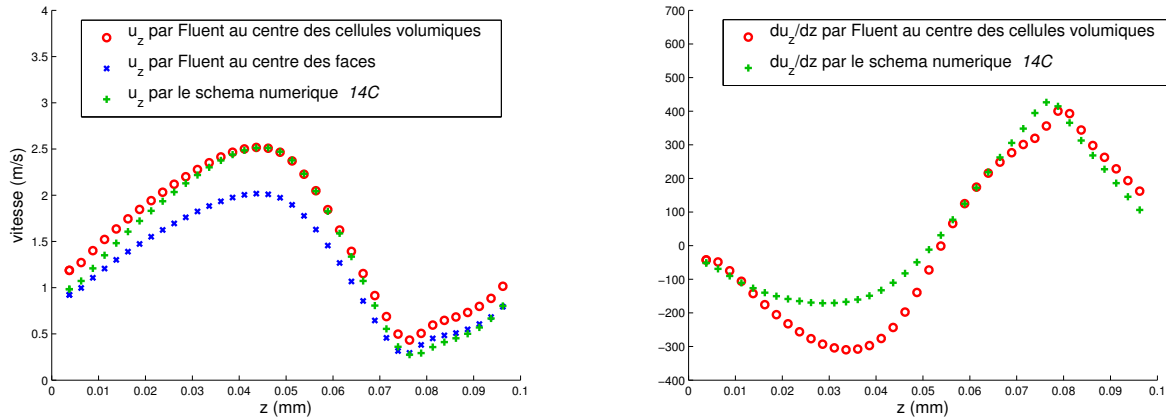 u_z par Fluent au centre des cellules volumiques
u_z par Fluent au centre des faces
u_z par le schema numerique 14C
vitesse (m/s)
4
3.5
3
2.5
2
1.5
1
0.5
0
0 0.01 0.02 0.03 0.04 0.05 0.06 0.07 0.08 0.09 0.1
z (mm)
du_z/dz par Fluent au centre des cellules volumiques
du_z/dz par le schema numerique 14C
700
600
500
400
300
200
100
0
−100
−200
−300
−400
0 0.01 0.02 0.03 0.04 0.05 0.06 0.07 0.08 0.09 0.1
z (mm)